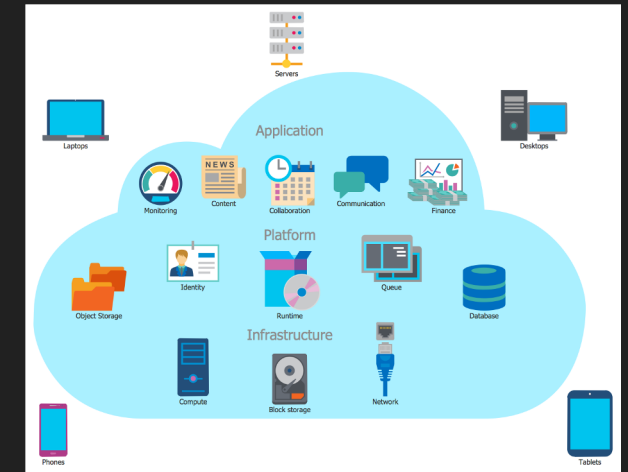 Servers
Laptops
Desktops
Application
NEWS
Monitoring
Content
Collaboration
Communication
Finance
Platform
Identity
Queue
Object Storage
Runtime
Database
Infrastructure
Compute
Block storage
Network
Phones
Tablets